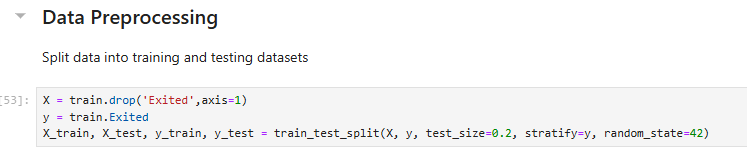 Data Preprocessing
Split data into training and testing datasets
[53]: X = train.drop('Exited',axis=1)
y = train.Exited
X_train, X_test, y_train, y_test = train_test_split(X, y, test_size=0.2, stratify=y, random_state=42)